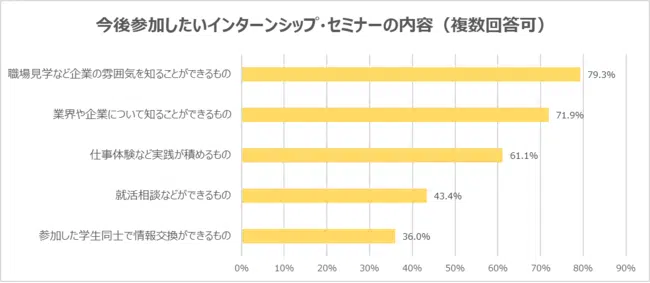 今後参加したいインターンシップ・セミナーの内容（複数回答可）
職場見学など企業の雰囲気を知ることができるもの
79.3%
業界や企業について知ることができるもの
71.9%
仕事体験など実践が積めるもの
61.1%
就活相談などができるもの
43.4%
参加した学生同士で情報交換ができるもの
36.0%
0% 10% 20% 30% 40% 50% 60% 70% 80% 90%